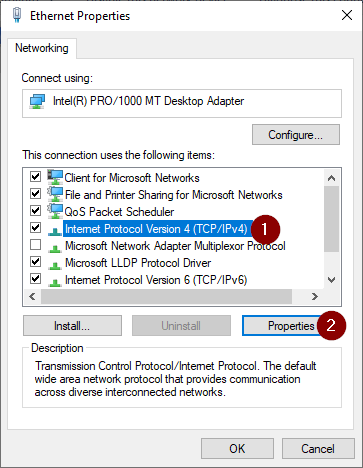 Ethernet Properties
Networking
Connect using:
Intel(R) PRO/1000 MT Desktop Adapter
Configure...
This connection uses the following items:
Client for Microsoft Networks
File and Printer Sharing for Microsoft Networks
QoS Packet Scheduler
Internet Protocol Version 4 (TCP/IPv4) 1
Microsoft Network Adapter Multiplexor Protocol
Microsoft LLDP Protocol Driver
Internet Protocol Version 6 (TCP/IPv6)
Install... Uninstall Properties 2
Description
Transmission Control Protocol/Internet Protocol. The default
wide area network protocol that provides communication
across diverse interconnected networks.
OK Cancel